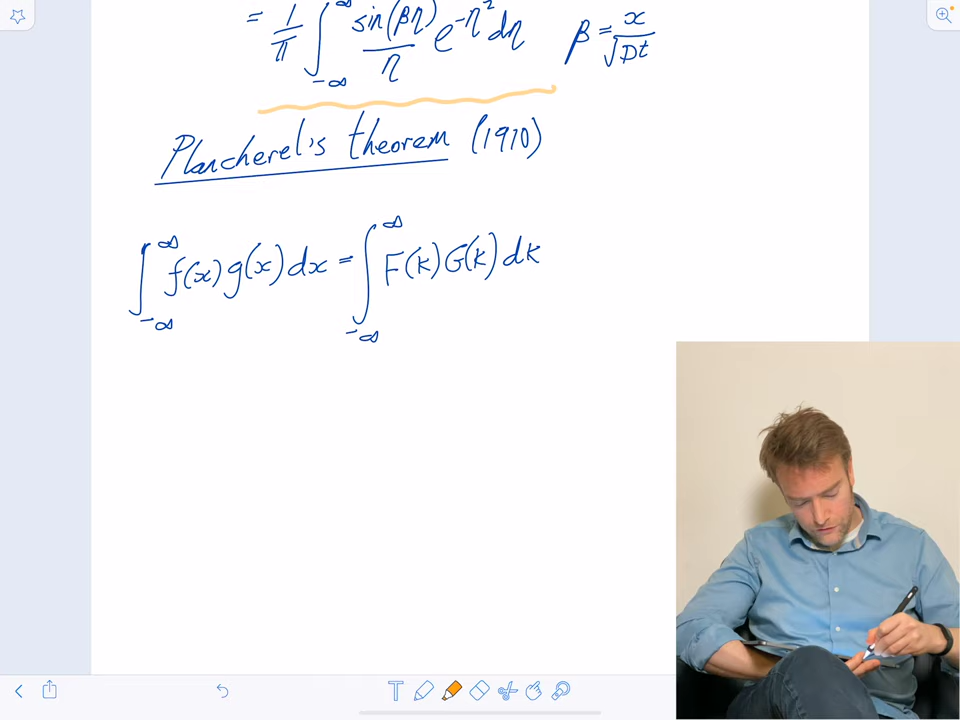 = 1/π ∫_{-∞}^{∞} sin(βη)/η e^{-η²} dη β = x/√Dt
Plancherel's theorem (1910)
∫_{-∞}^{∞} f(x)g(x)dx = ∫_{-∞}^{∞} F(k)G(k)dk
T